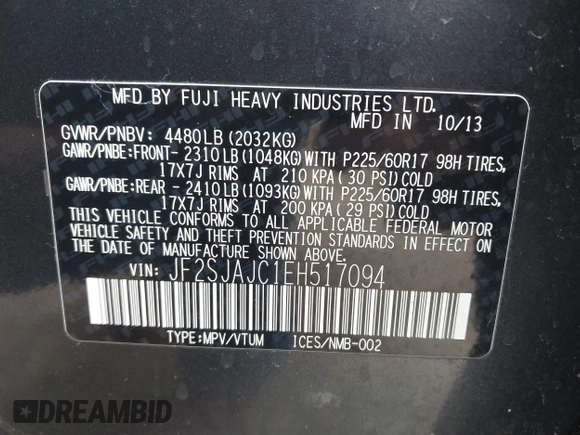 MFD. BY FUJI HEAVY INDUSTRIES LTD.
MFD IN 10/13
GVWR/PNBV: 4480LB (2032KG)
GAWR/PNBE:FRONT- 2310LB (1048KG)WITH P225/60R17 98H TIRES,
17X7J RIMS AT 210 KPA( 30 PSI)COLD
GAWR/PNBE:REAR - 2410LB (1093KG)WITH P225/60R17 98H TIRES,
17X7J RIMS AT 200 KPA( 29 PSI)COLD
THIS VEHICLE CONFORMS TO ALL APPLICABLE FEDERAL MOTOR
VEHICLE SAFETY AND THEFT PREVENTION STANDARDS IN EFFECT ON
THE DATE OF MANUFACTURE SHOWN ABOVE.
VIN: JF2SJAJC1EH517094
TYPE:MPV/VTUM ICES/NMB-002
DREAMBID